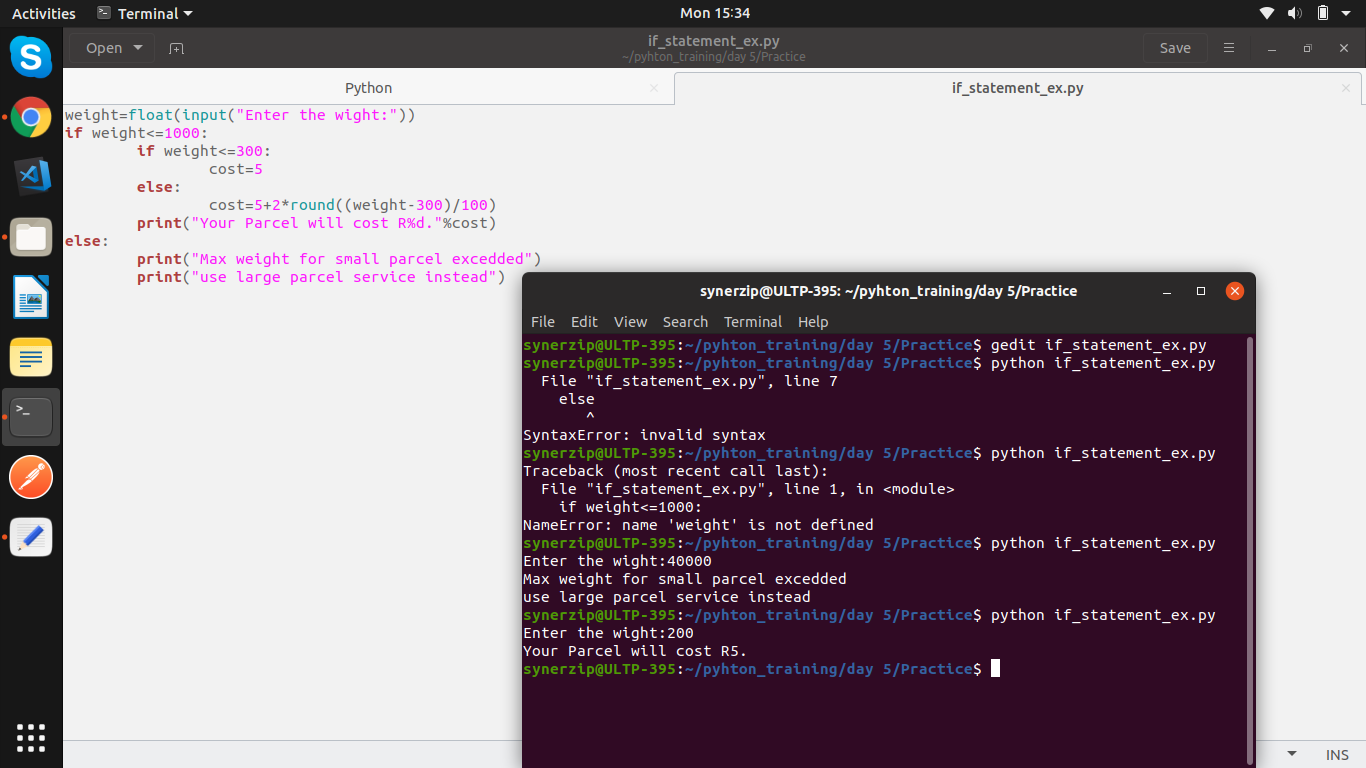 Activities Terminal Mon 15:34
Open if_statement_ex.py Save
~/pyhton_training/day 5/Practice
Python if_statement_ex.py
weight=float(input("Enter the wight:"))
if weight<=1000:
        if weight<=300:
                cost=5
        else:
                cost=5+2*round((weight-300)/100)
        print("Your Parcel will cost R%d."%cost)
else:
        print("Max weight for small parcel excedded")
        print("use large parcel service instead")
synerzip@ULTP-395: ~/pyhton_training/day 5/Practice
File Edit View Search Terminal Help
synerzip@ULTP-395:~/pyhton_training/day 5/Practice$ gedit if_statement_ex.py
synerzip@ULTP-395:~/pyhton_training/day 5/Practice$ python if_statement_ex.py
  File "if_statement_ex.py", line 7
    else
       ^
SyntaxError: invalid syntax
synerzip@ULTP-395:~/pyhton_training/day 5/Practice$ python if_statement_ex.py
Traceback (most recent call last):
  File "if_statement_ex.py", line 1, in <module>
    if weight<=1000:
NameError: name 'weight' is not defined
synerzip@ULTP-395:~/pyhton_training/day 5/Practice$ python if_statement_ex.py
Enter the wight:40000
Max weight for small parcel excedded
use large parcel service instead
synerzip@ULTP-395:~/pyhton_training/day 5/Practice$ python if_statement_ex.py
Enter the wight:200
Your Parcel will cost R5.
synerzip@ULTP-395:~/pyhton_training/day 5/Practice$
INS